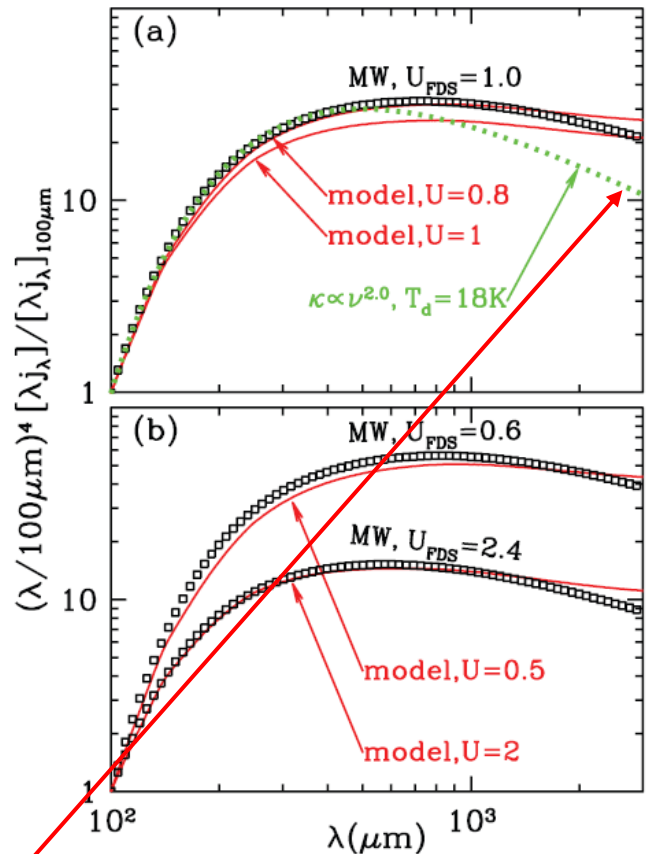 (a)
MW, U_FDS=1.0
10
model,U=0.8
model,U=1
κ∝ν^2.0, T_d=18K
1
(λ/100μm)^4 [λj_λ]/[λj_λ]_100μm
(b)
MW, U_FDS=0.6
MW, U_FDS=2.4
10
model,U=0.5
model,U=2
1
10^2
10^3
λ(μm)